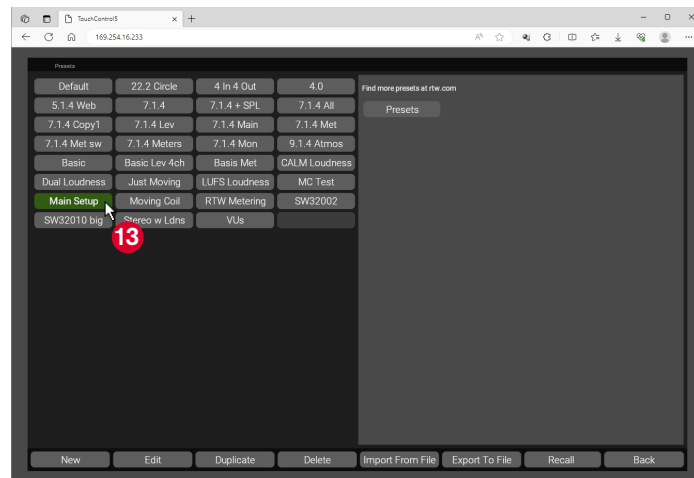 TouchControl5
169.254.16.233
Presets
Default 22.2 Circle 4 In 4 Out 4.0
Find more presets at rtw.com
5.1.4 Web 7.1.4 7.1.4 + SPL 7.1.4 All
Presets
7.1.4 Copy1 7.1.4 Lev 7.1.4 Main 7.1.4 Met
7.1.4 Met sw 7.1.4 Meters 7.1.4 Mon 9.1.4 Atmos
Basic Basic Lev 4ch Basis Met CALM Loudness
Dual Loudness Just Moving LUFS Loudness MC Test
Main Setup Moving Coil RTW Metering SW32002
SW32010 big Stereo w Ldns VUs
13
New Edit Duplicate Delete Import From File Export To File Recall Back